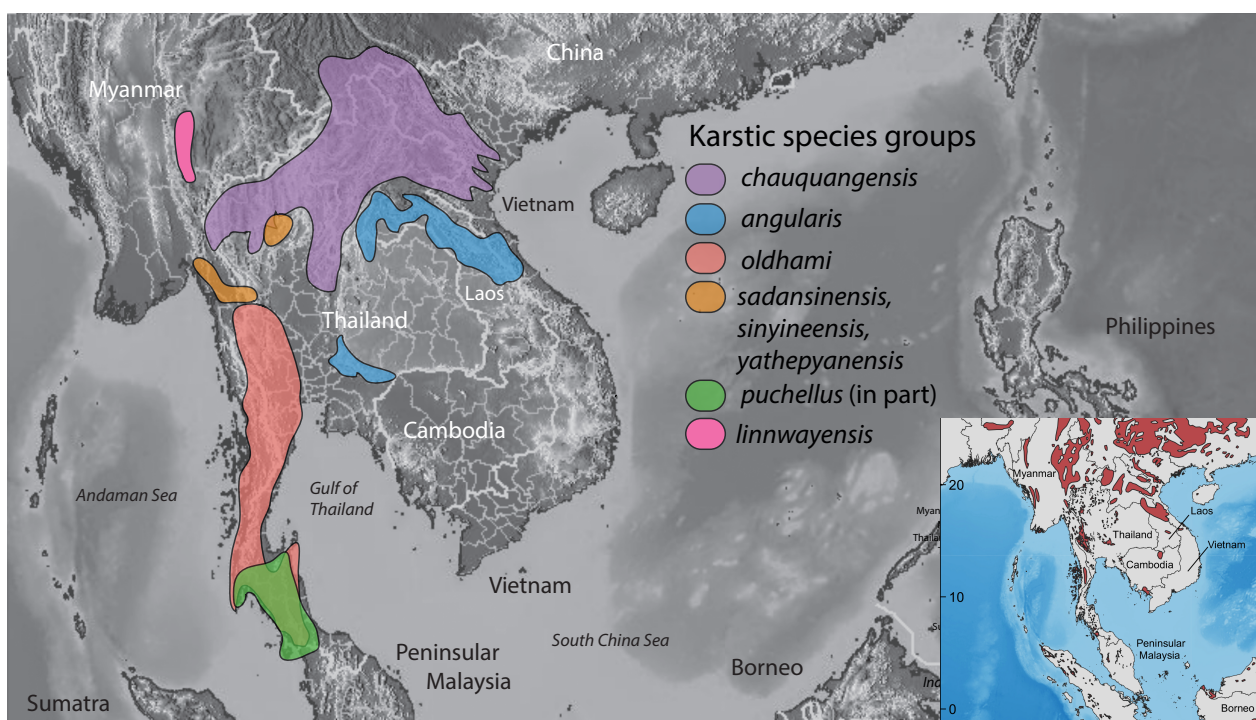 China
Myanmar
Karstic species groups
chauquangensis
Vietnam
angularis
oldhami
Laos
sadansinensis,
sinyineensis,
yathepyanensis
Thailand
Philippines
puchellus (in part)
Cambodia
linnwayensis
Andaman Sea
Gulf of
Thailand
Vietnam
South China Sea
Peninsular
Malaysia
Borneo
Sumatra
Myanmar
20
Laos
Thailand
Vietnam
Cambodia
10
Peninsular
Malaysia
0
Borneo